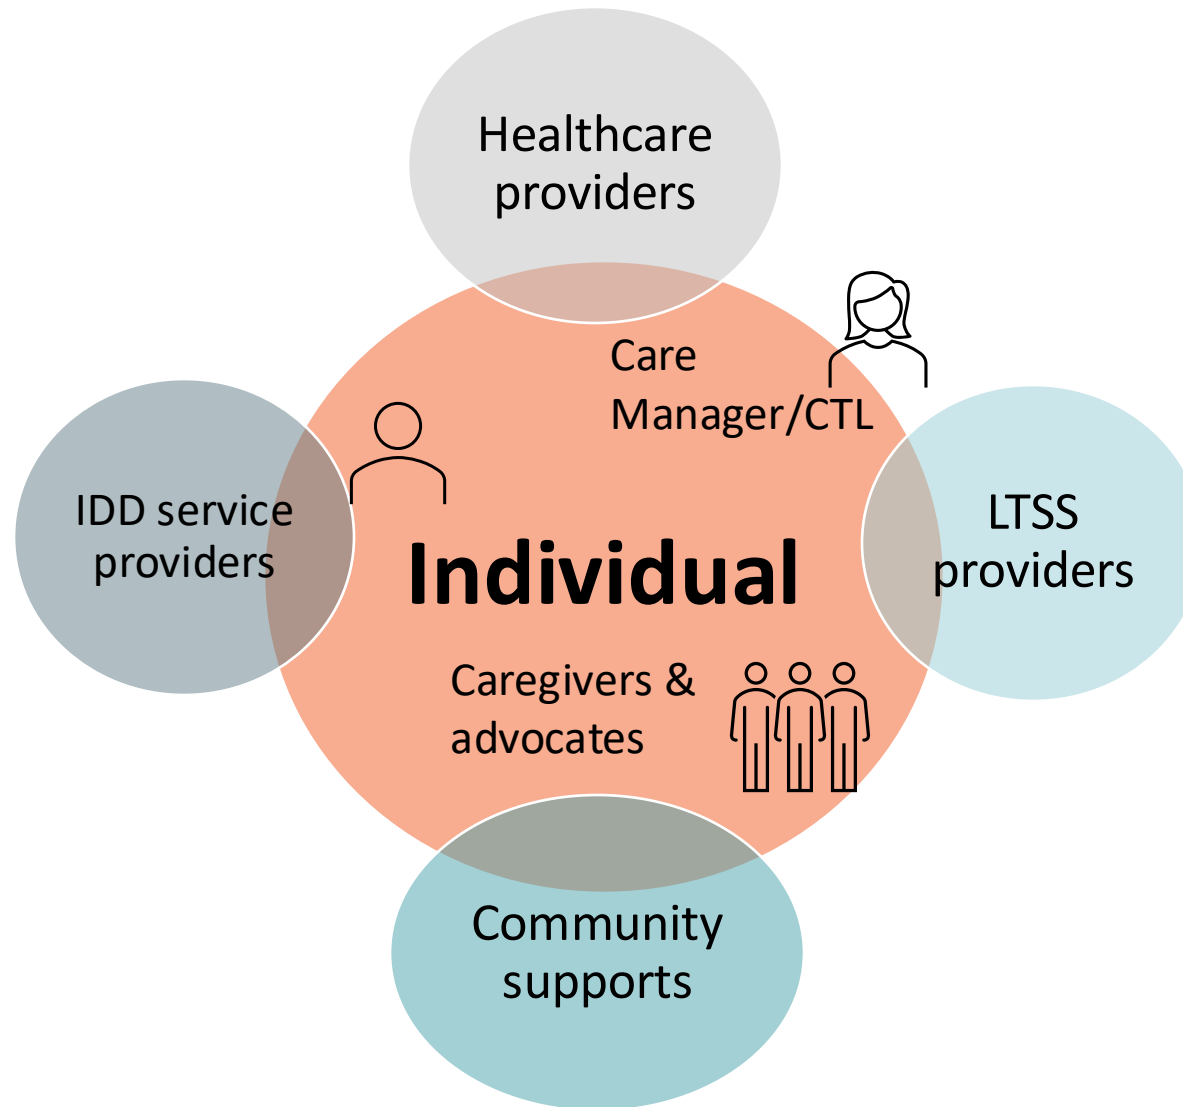 Healthcare
providers
Care
Manager/CTL
IDD service
providers
LTSS
providers
Individual
Caregivers &
advocates
Community
supports